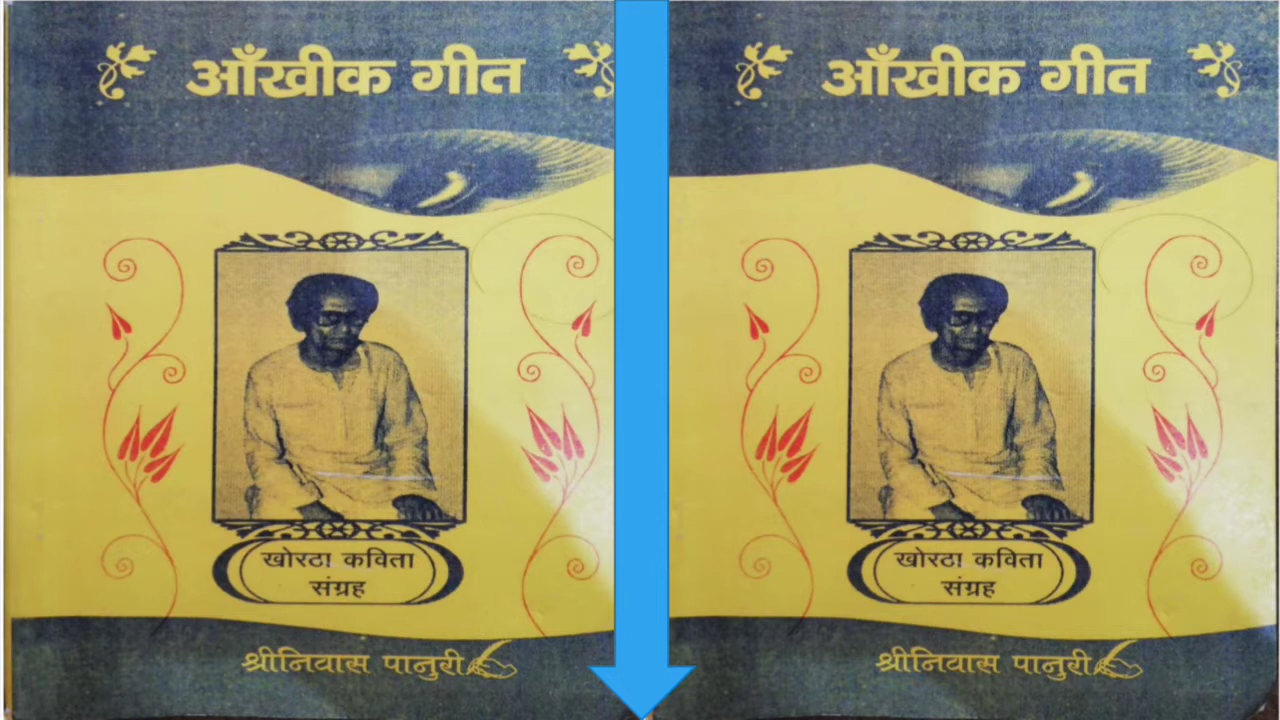 आँखीक गीत
खोरठा कविता
संग्रह
श्रीनिवास पानुरी
आँखीक गीत
खोरठा कविता
संग्रह
श्रीनिवास पानुरी